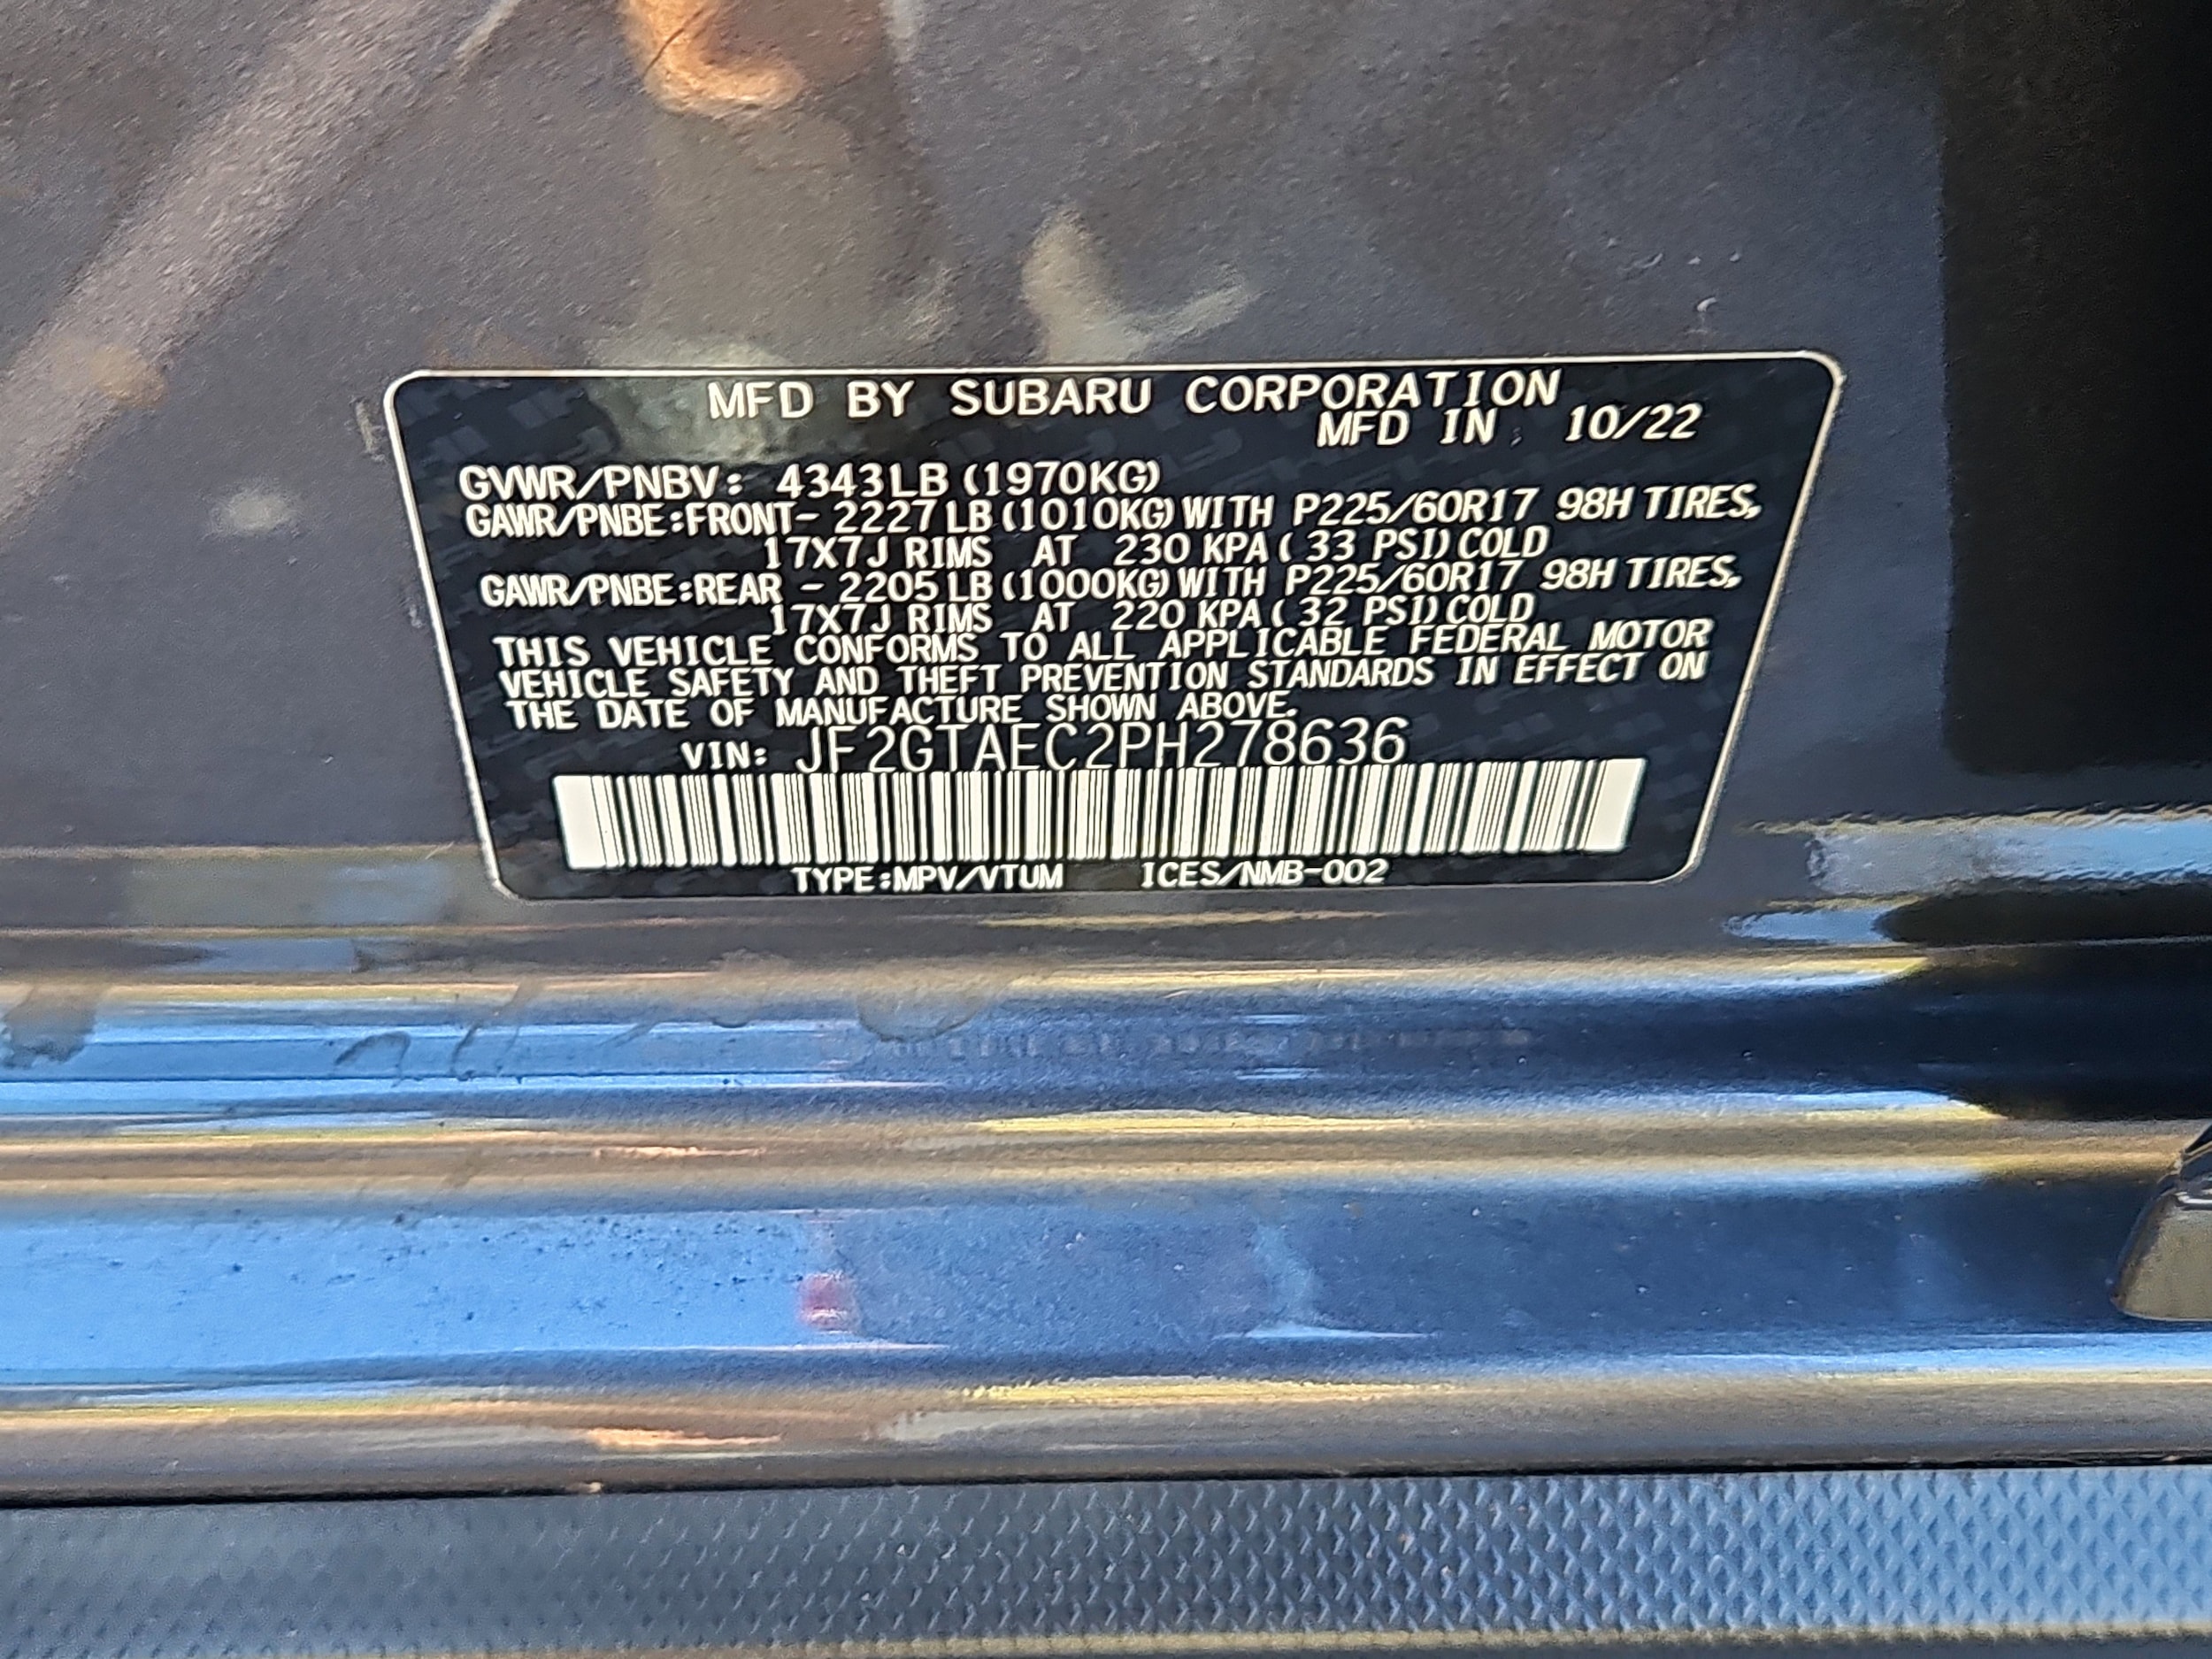 MFD BY SUBARU CORPORATION
MFD IN: 10/22
GVWR/PNBV: 4343LB (1970KG)
GAWR/PNBE:FRONT- 2227LB (1010KG) WITH P225/60R17 98H TIRES,
17X7J RIMS AT 230 KPA ( 33 PSI) COLD
GAWR/PNBE:REAR - 2205LB (1000KG) WITH P225/60R17 98H TIRES,
17X7J RIMS AT 220 KPA ( 32 PSI) COLD
THIS VEHICLE CONFORMS TO ALL APPLICABLE FEDERAL MOTOR
VEHICLE SAFETY AND THEFT PREVENTION STANDARDS IN EFFECT ON
THE DATE OF MANUFACTURE SHOWN ABOVE.
VIN: JF2GTAEC2PH278636
TYPE:MPV/VTUM ICES/NMB-002